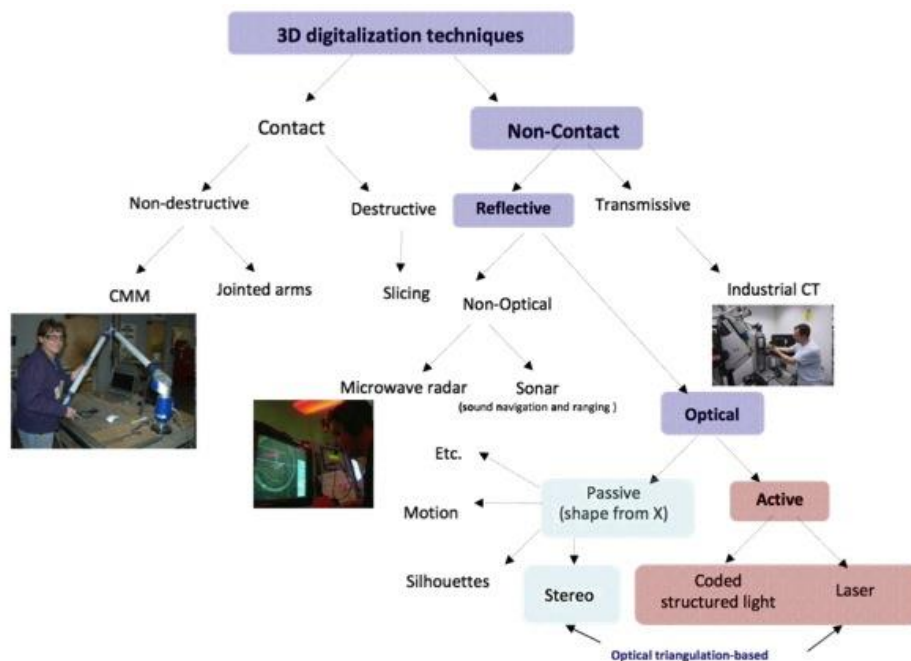 3D digitalization techniques
Contact
Non-Contact
Non-destructive
Destructive
Reflective
Transmissive
CMM
Jointed arms
Slicing
Non-Optical
Industrial CT
Microwave radar
Sonar
(sound navigation and ranging )
Optical
Etc.
Motion
Silhouettes
Passive
(shape from X)
Active
Stereo
Coded
structured light
Laser
Optical triangulation-based